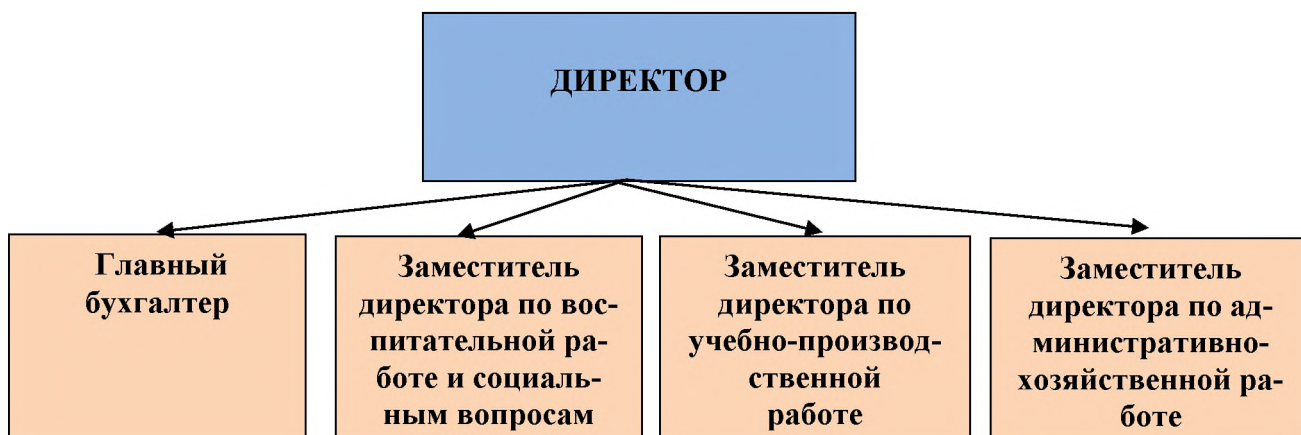 ДИРЕКТОР
Главный
бухгалтер
Заместитель
директора по вос-
питательной ра-
боте и социаль-
ным вопросам
Заместитель
директора по
учебно-производ-
ственной
работе
Заместитель
директора по ад-
министративно-
хозяйственной ра-
боте